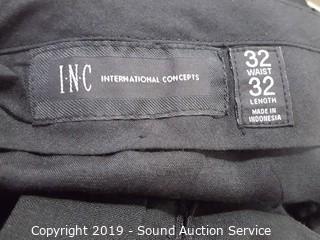 I·N·C INTERNATIONAL CONCEPTS
32
WAIST
32
LENGTH
MADE IN
INDONESIA
Copyright 2019 - Sound Auction Service